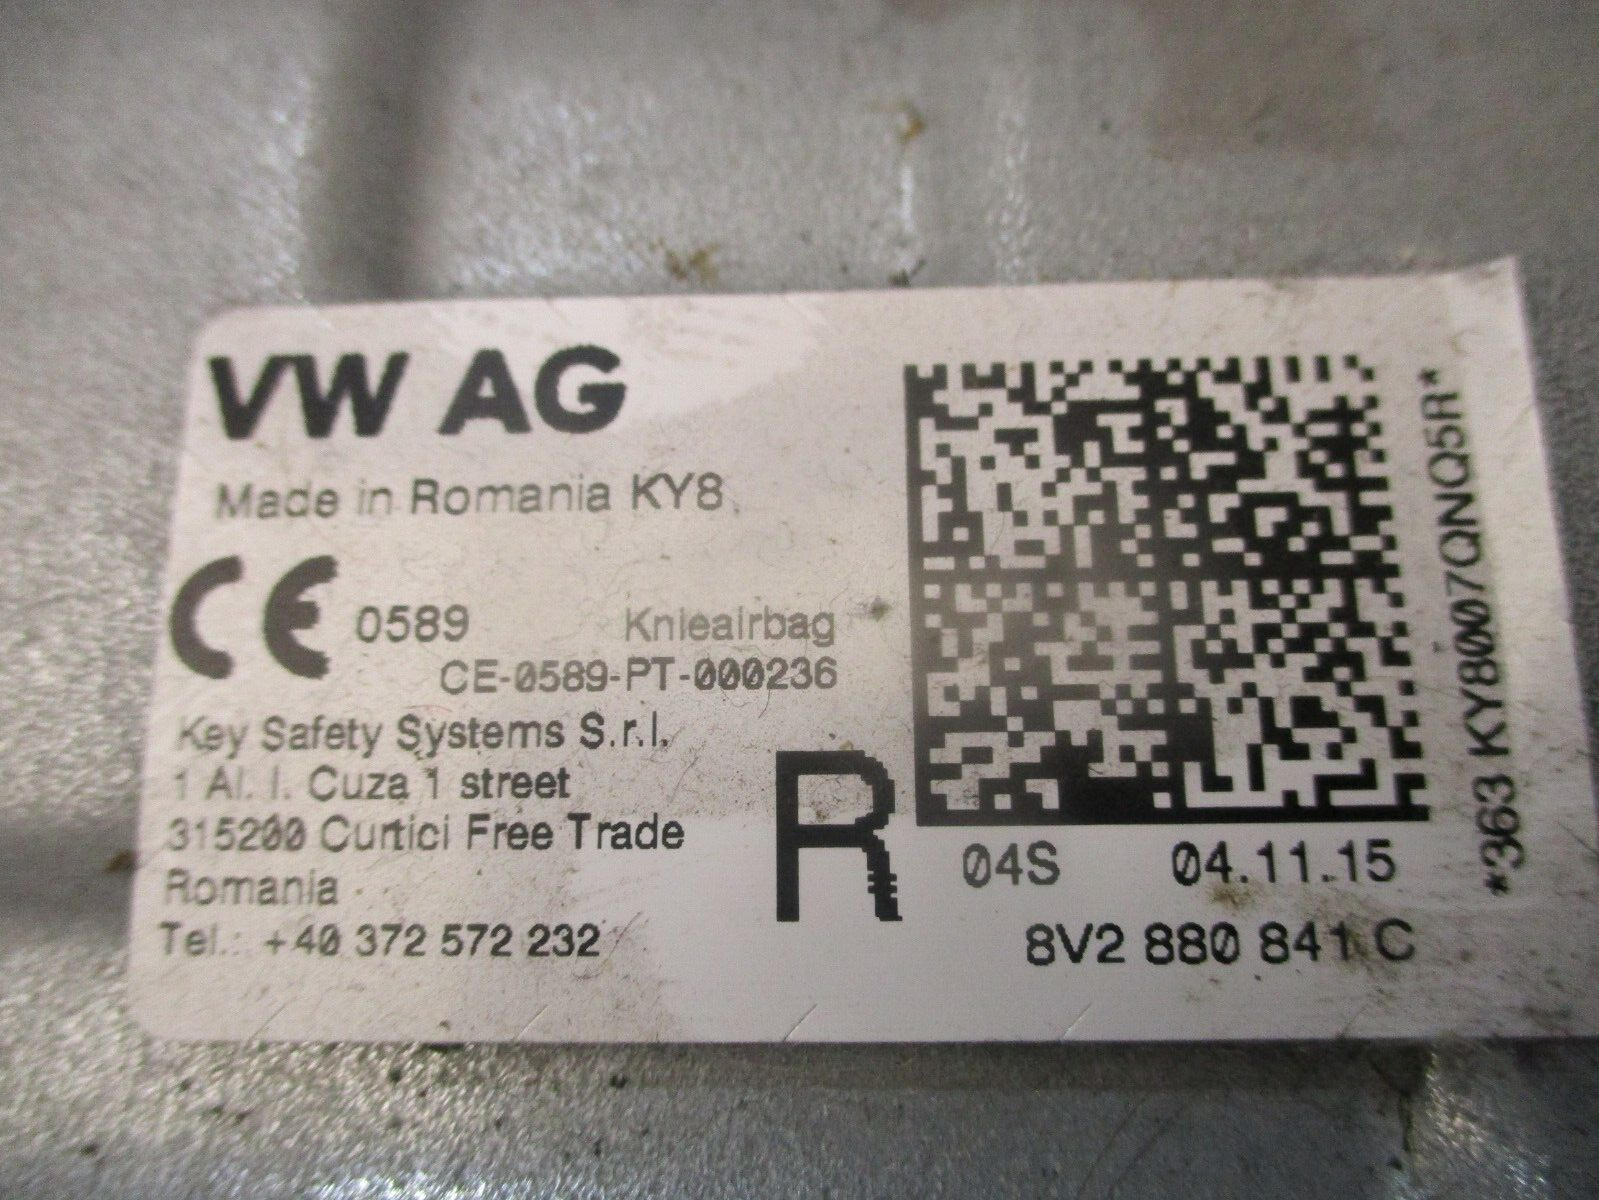 VW AG
Made in Romania KY8
CE 0589 Knieairbag
CE-0589-PT-000236
Key Safety Systems S.r.l.
1 Al. I. Cuza 1 street
315200 Curtici Free Trade
Romania
Tel.: +40 372 572 232
R
04S 04.11.15
8V2 880 841 C
*363 KY8007QNQ5R*